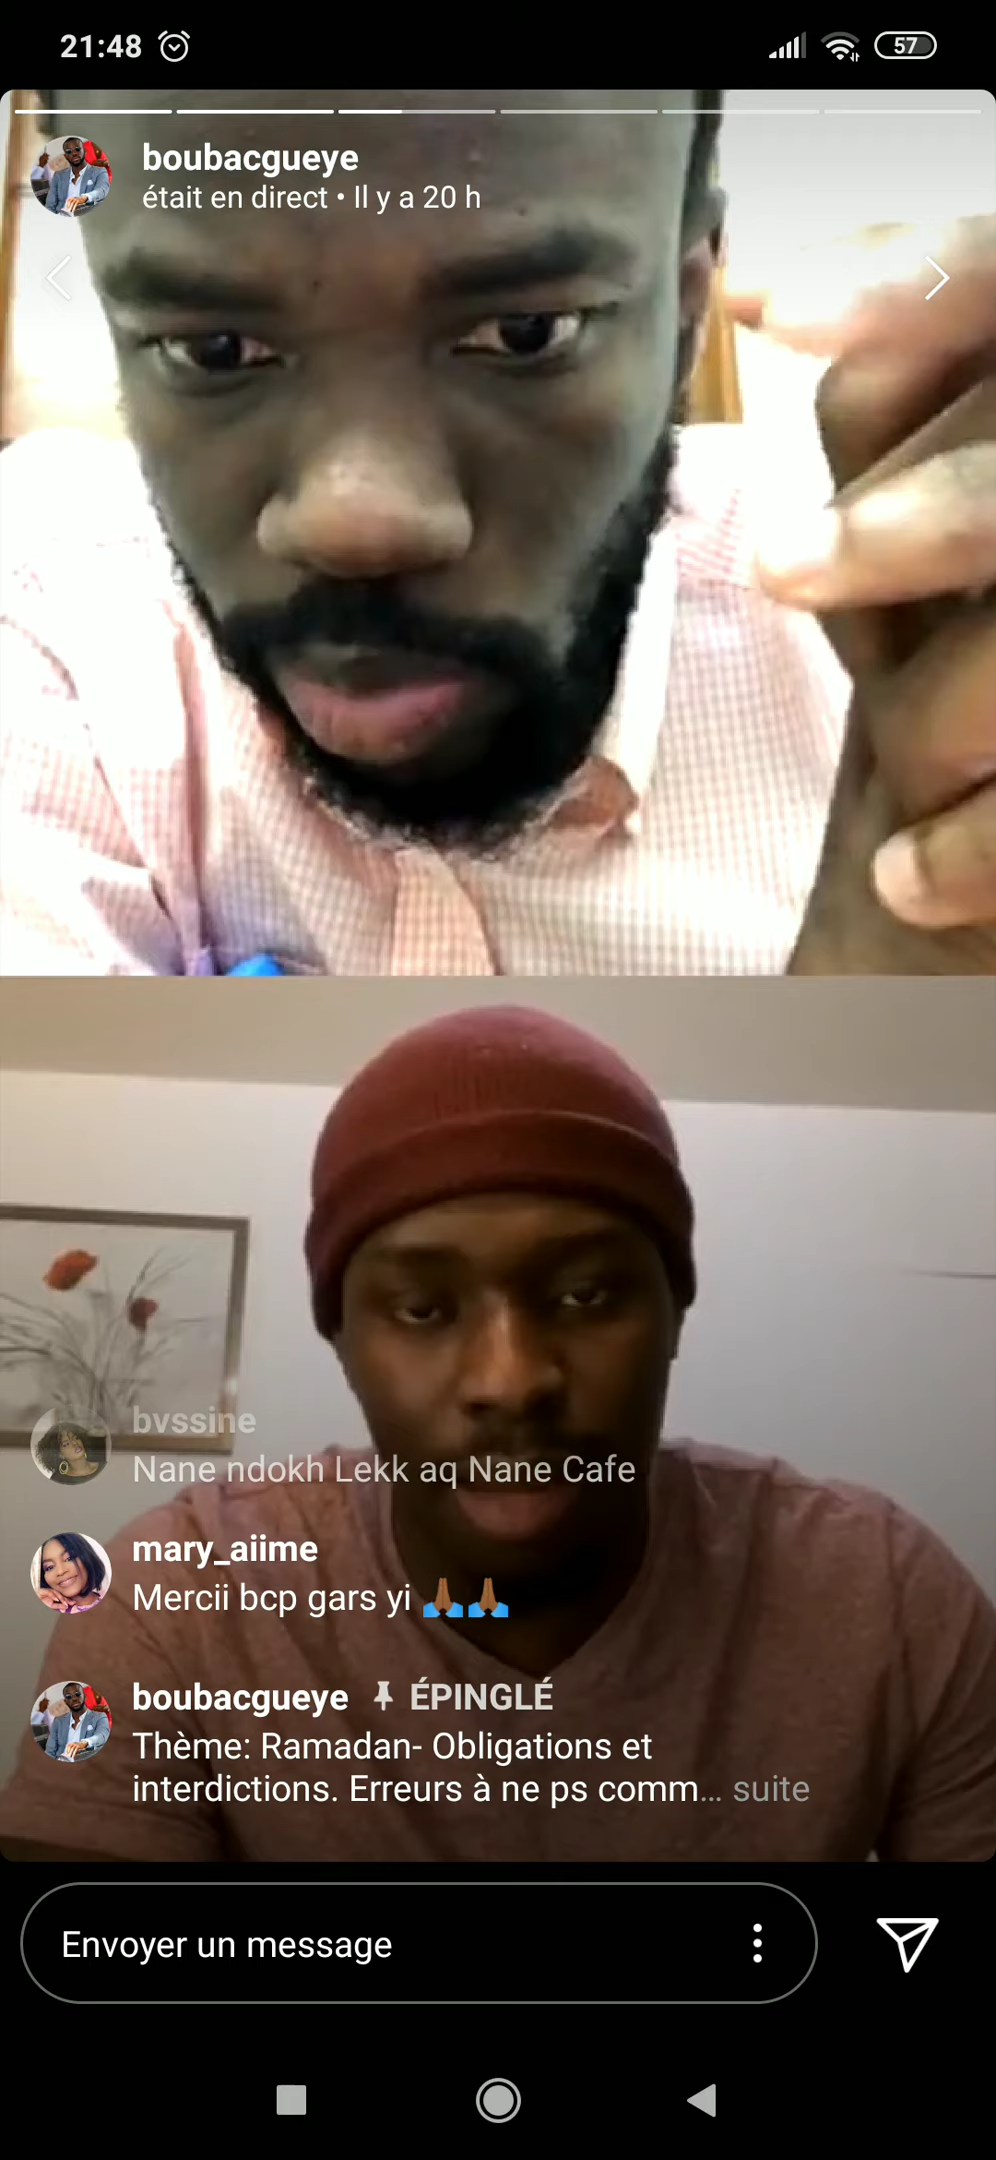 21:48
57
boubacgueye
était en direct • Il y a 20 h
bvssine
Nane ndokh Lekk aq Nane Cafe
mary_aiime
Mercii bcp gars yi 🙏🏾🙏🏾
boubacgueye ÉPINGLÉ
Thème: Ramadan- Obligations et
interdictions. Erreurs à ne ps comm... suite
Envoyer un message